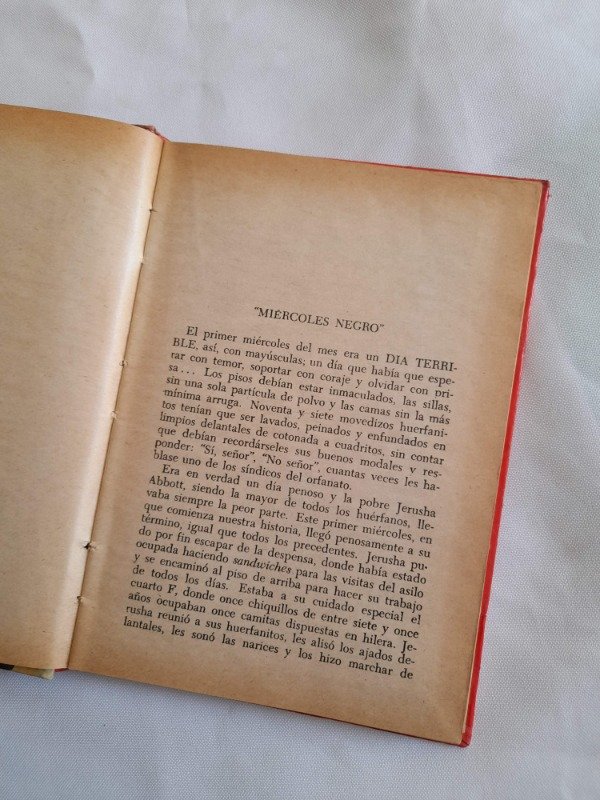 "MIÉRCOLES NEGRO"
El primer miércoles del mes era un DIA TERRI-
BLE, así, con mayúsculas; un día que había que espe-
rar con temor, soportar con coraje y olvidar con pri-
sa... Los pisos debían estar inmaculados, las sillas,
sin una sola partícula de polvo y las camas sin la más
mínima arruga. Noventa y siete movedizos huerfani-
tos tenían que ser lavados, peinados y enfundados en
limpios delantales de cotonada a cuadritos, sin contar
que debían recordárseles sus buenos modales y res-
ponder: "Sí, señor", "No señor", cuantas veces les ha-
blase uno de los síndicos del orfanato.
Era en verdad un día penoso y la pobre Jerusha
Abbott, siendo la mayor de todos los huérfanos, lle-
vaba siempre la peor parte. Este primer miércoles, en
que comienza nuestra historia, llegó penosamente a su
término, igual que todos los precedentes. Jerusha pu-
do por fin escapar de la despensa, donde había estado
ocupada haciendo sandwiches para las visitas del asilo
y se encaminó al piso de arriba para hacer su trabajo
de todos los días. Estaba a su cuidado especial el
cuarto F, donde once chiquillos de entre siete y once
años ocupaban once camitas dispuestas en hilera. Je-
rusha reunió a sus huerfanitos, les alisó los ajados de-
lantales, les sonó las narices y los hizo marchar de